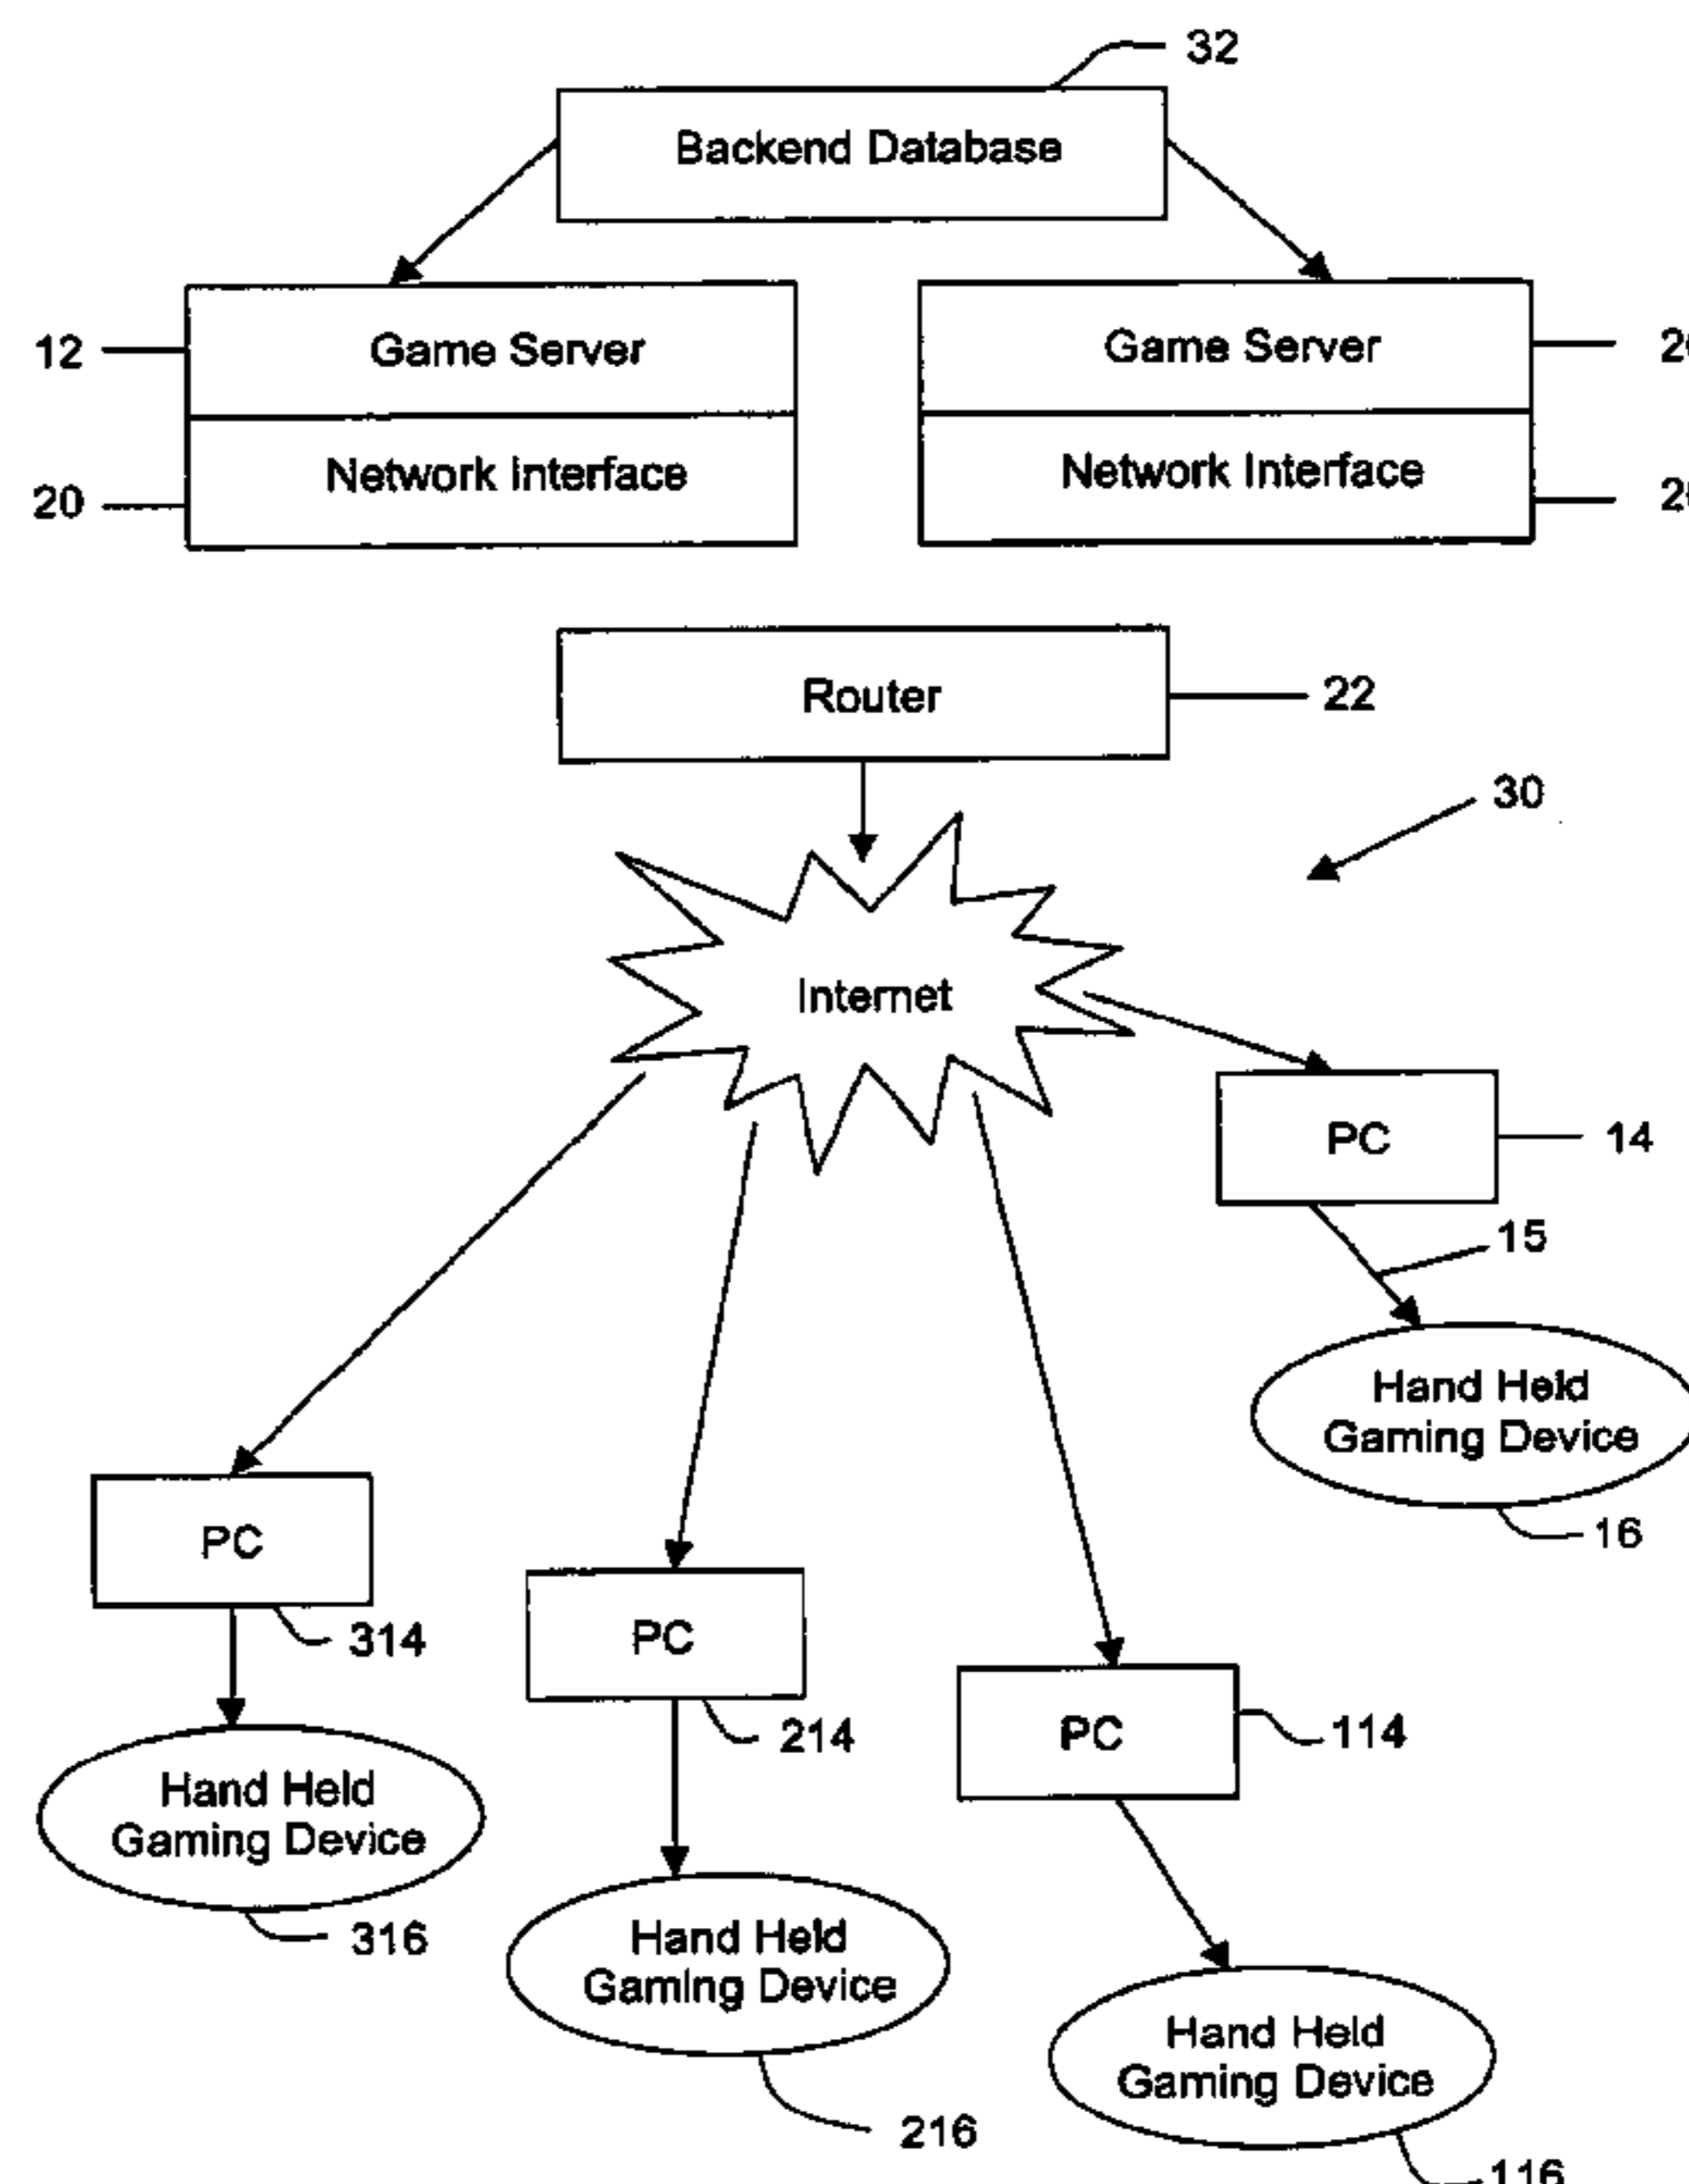 32
Backend Database
12
Game Server
Game Server
20
Network Interface
Network Interface
Router
22
30
Internet
PC
14
15
Hand Held
Gaming Device
16
PC
314
PC
214
PC
114
Hand Held
Gaming Device
316
Hand Held
Gaming Device
216
Hand Held
Gaming Device
116